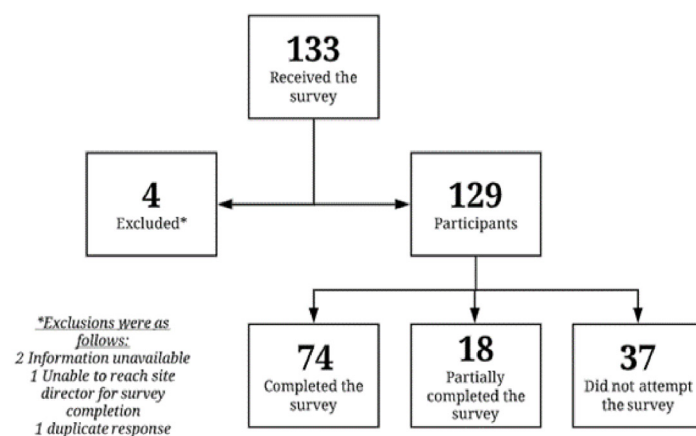 133
Received the
survey
4
Excluded*
129
Participants
*Exclusions were as
follows:
2 Information unavailable
1 Unable to reach site
director for survey
completion
1 duplicate response
74
Completed the
survey
18
Partially
completed the
survey
37
Did not attempt
the survey